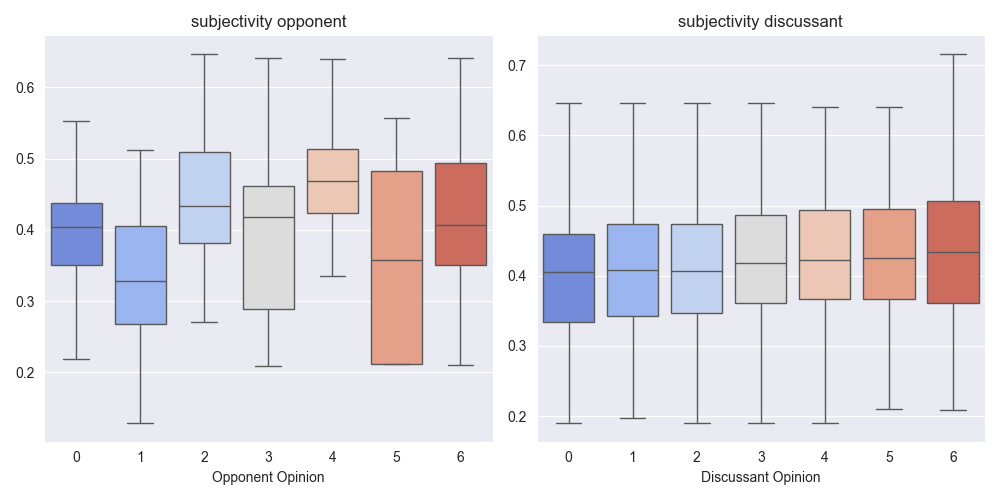 subjectivity opponent
0.6
0.5
0.4
0.3
0.2
0 1 2 3 4 5 6
Opponent Opinion
subjectivity discussant
0.7
0.6
0.5
0.4
0.3
0.2
0 1 2 3 4 5 6
Discussant Opinion